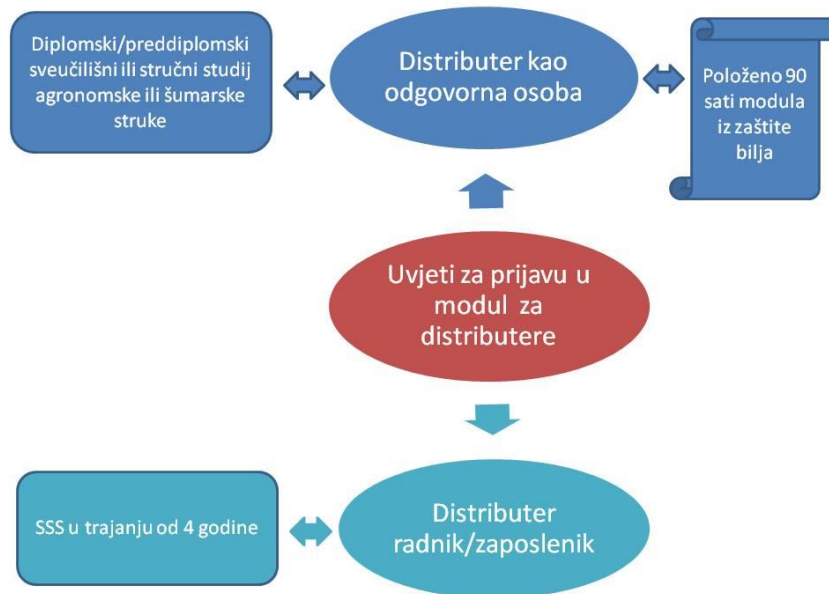 Diplomski/preddiplomski
sveučilišni ili stručni studij
agronomske ili šumarske
struke
Distributer kao
odgovorna osoba
Položeno 90
sati modula
iz zaštite
bilja
Uvjeti za prijavu u
modul za
distributere
SSS u trajanju od 4 godine
Distributer
radnik/zaposlenik